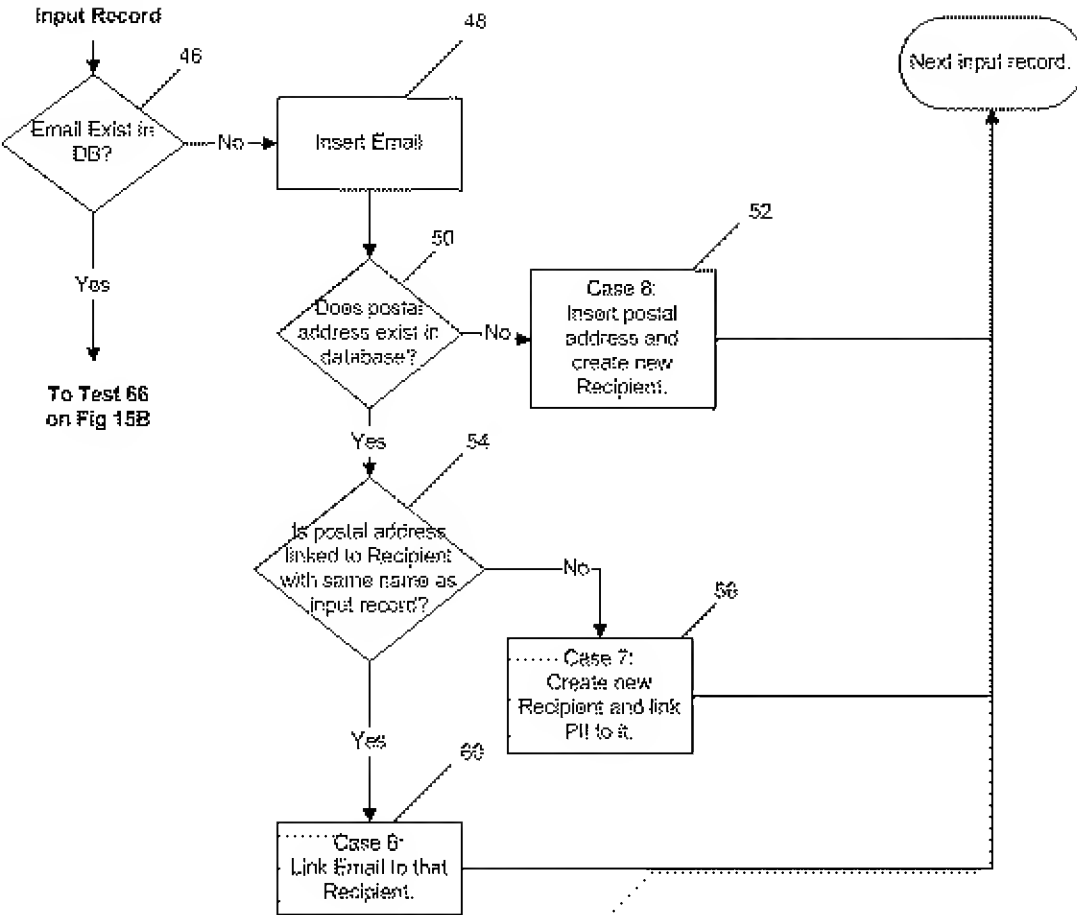 Input Record
48
46
Next input record.
Email Exist in
DB?
No
Insert Email
50
52
Yes
Does postal
address exist in
database?
No
Case 8:
Insert postal
address and
create new
Recipient.
To Test 66
on Fig 15B
Yes
54
Is postal address
linked to Recipient
with same name as
input record?
No
56
Case 7:
Create new
Recipient and link
PII to it.
Yes
60
Case 6:
Link Email to that
Recipient.